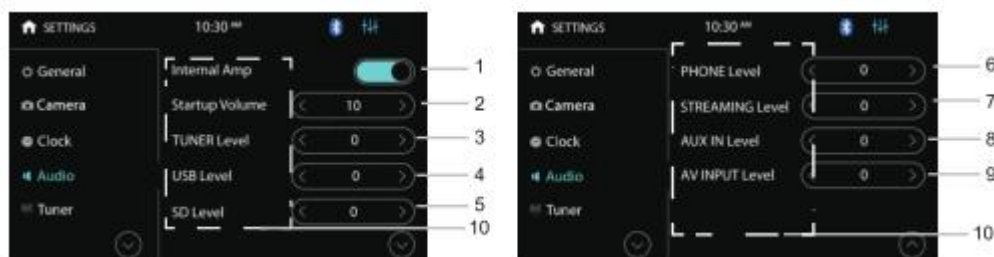 SETTINGS 10:30 AM
General Internal Amp 1
Camera Startup Volume 10 2
Clock TUNER Level 0 3
Audio USB Level 0 4
Tuner SD Level 0 5
10
SETTINGS 10:30 AM
General PHONE Level 0 6
Camera STREAMING Level 0 7
Clock AUX IN Level 0 8
Audio AV INPUT Level 0 9
Tuner
10